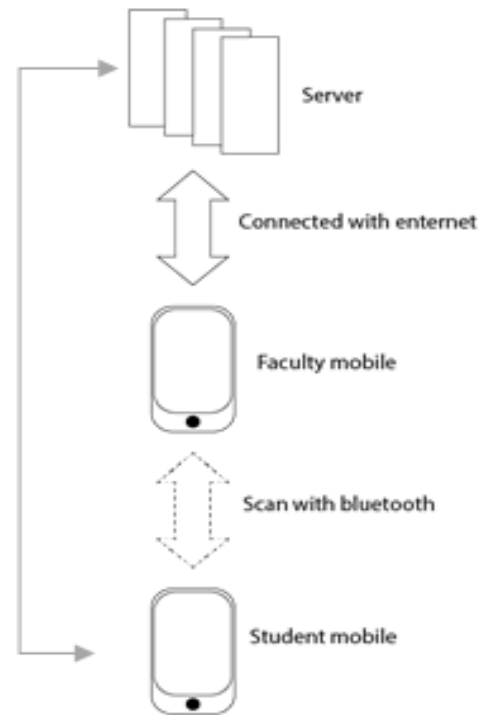 Server
Connected with enternet
Faculty mobile
Scan with bluetooth
Student mobile